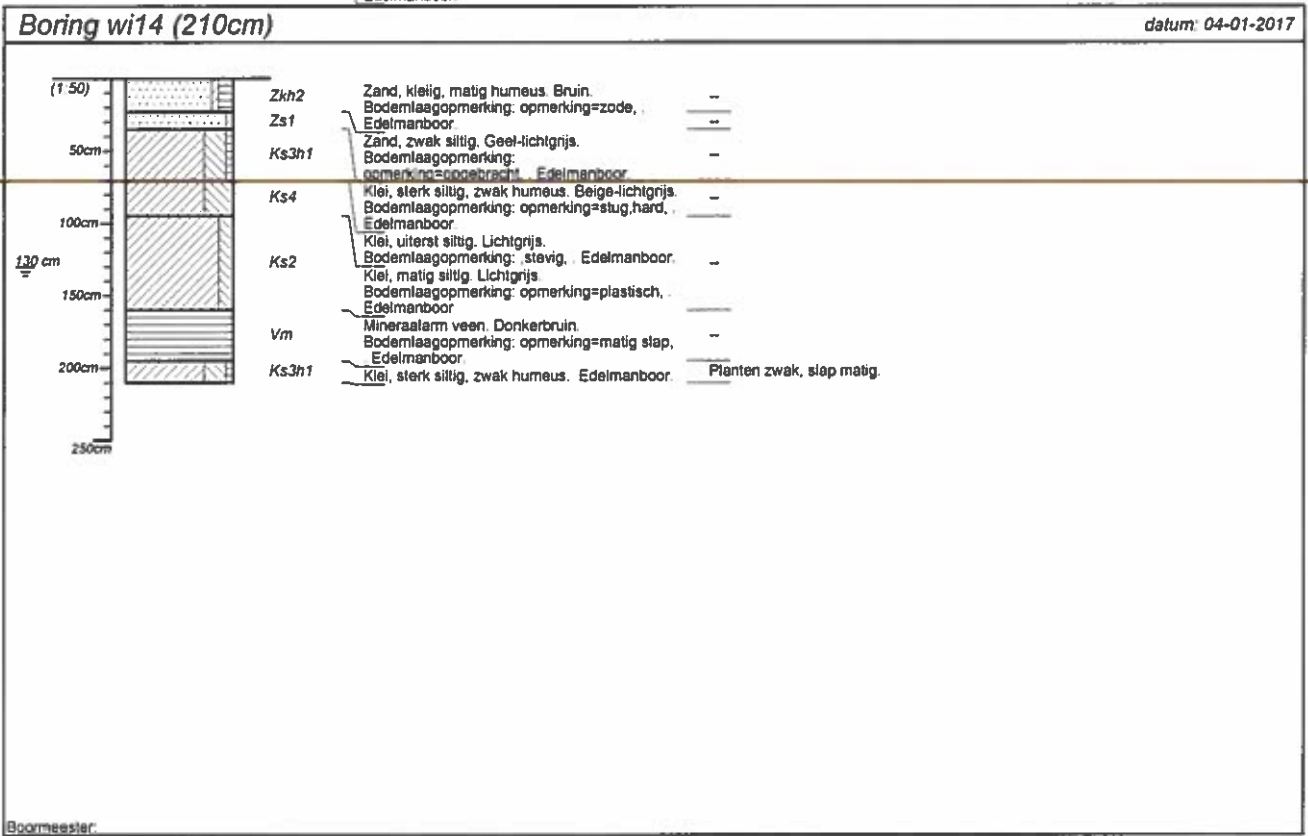 Boring wi14 (210cm)
datum: 04-01-2017
(1:50)
50cm
100cm
130 cm
150cm
200cm
250cm
Zkh2
Zs1
Ks3h1
Ks4
Ks2
Vm
Ks3h1
Zand, kleiig, matig humeus. Bruin.
Bodemlaagopmerking: opmerking=zode, .
Edelmanboor.
Zand, zwak siltig. Geel-lichtgrijs.
Bodemlaagopmerking:
opmerking=opgebracht, . Edelmanboor.
Klei, sterk siltig, zwak humeus. Beige-lichtgrijs.
Bodemlaagopmerking: opmerking=stug,hard, .
Edelmanboor.
Klei, uiterst siltig. Lichtgrijs.
Bodemlaagopmerking: ,stevig, . Edelmanboor.
Klei, matig siltig. Lichtgrijs.
Bodemlaagopmerking: opmerking=plastisch, .
Edelmanboor
Mineraalarm veen. Donkerbruin.
Bodemlaagopmerking: opmerking=matig slap,
. Edelmanboor.
Klei, sterk siltig, zwak humeus. Edelmanboor.
Planten zwak, slap matig.
Boormeester: